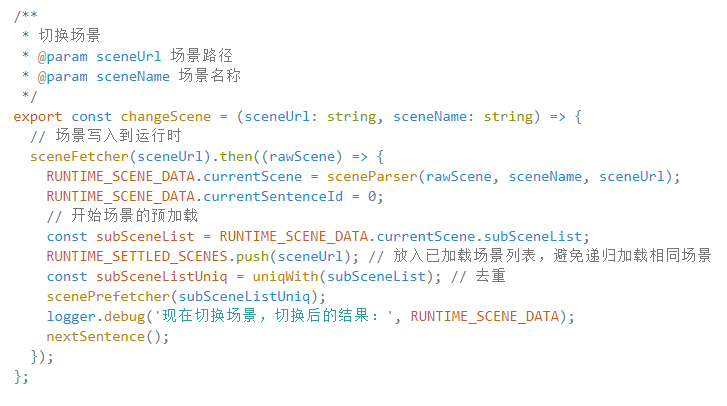 /**
 * 切换场景
 * @param sceneUrl 场景路径
 * @param sceneName 场景名称
 */
export const changeScene = (sceneUrl: string, sceneName: string) => {
  // 场景写入到运行时
  sceneFetcher(sceneUrl).then((rawScene) => {
    RUNTIME_SCENE_DATA.currentScene = sceneParser(rawScene, sceneName, sceneUrl);
    RUNTIME_SCENE_DATA.currentSentenceId = 0;
    // 开始场景的预加载
    const subSceneList = RUNTIME_SCENE_DATA.currentScene.subSceneList;
    RUNTIME_SETTLED_SCENES.push(sceneUrl); // 放入已加载场景列表，避免递归加载相同场景
    const subSceneListUniq = uniqWith(subSceneList); // 去重
    scenePrefetcher(subSceneListUniq);
    logger.debug('现在切换场景，切换后的结果：', RUNTIME_SCENE_DATA);
    nextSentence();
  });
};